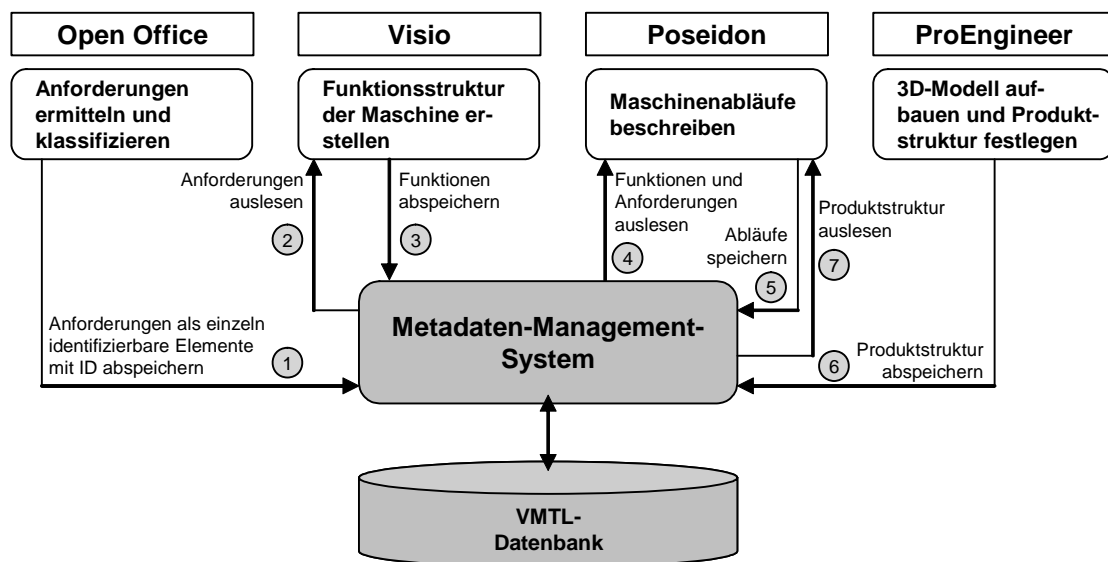 Open Office
Visio
Poseidon
ProEngineer
Anforderungen
ermitteln und
klassifizieren
Funktionsstruktur
der Maschine er-
stellen
Maschinenabläufe
beschreiben
3D-Modell auf-
bauen und Produkt-
struktur festlegen
Anforderungen
auslesen
2
Funktionen
abspeichern
3
Funktionen und
Anforderungen
auslesen
4
Abläufe
speichern
5
Produktstruktur
auslesen
7
Anforderungen als einzeln
identifizierbare Elemente
mit ID abspeichern
1
Metadaten-Management-
System
6
Produktstruktur
abspeichern
VMTL-
Datenbank